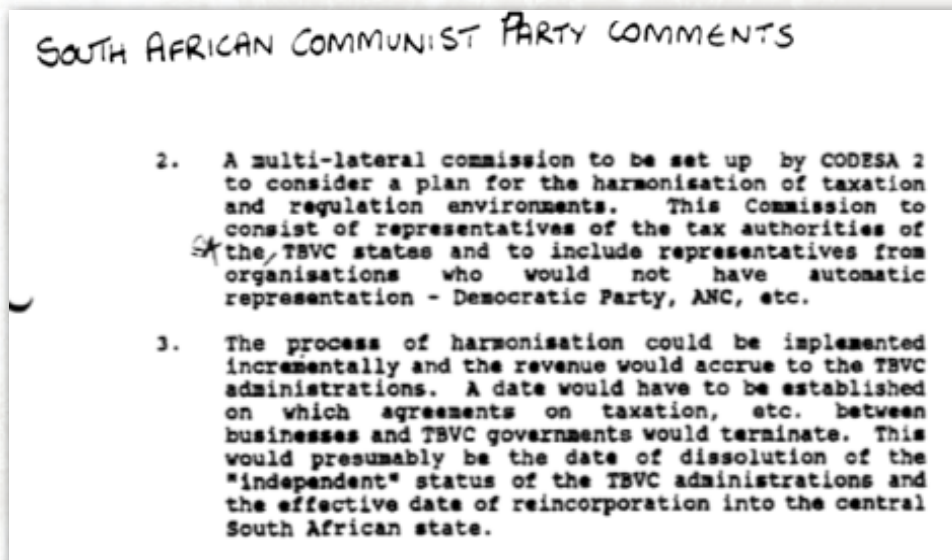 SOUTH AFRICAN COMMUNIST PARTY COMMENTS
2. A multi-lateral commission to be set up by CODESA 2
to consider a plan for the harmonisation of taxation
and regulation environments. This Commission to
consist of representatives of the tax authorities of
the, TBVC states and to include representatives from
organisations who would not have automatic
representation - Democratic Party, ANC, etc.
3. The process of harmonisation could be implemented
incrementally and the revenue would accrue to the TBVC
administrations. A date would have to be established
on which agreements on taxation, etc. between
businesses and TBVC governments would terminate. This
would presumably be the date of dissolution of the
"independent" status of the TBVC administrations and
the effective date of reincorporation into the central
South African state.